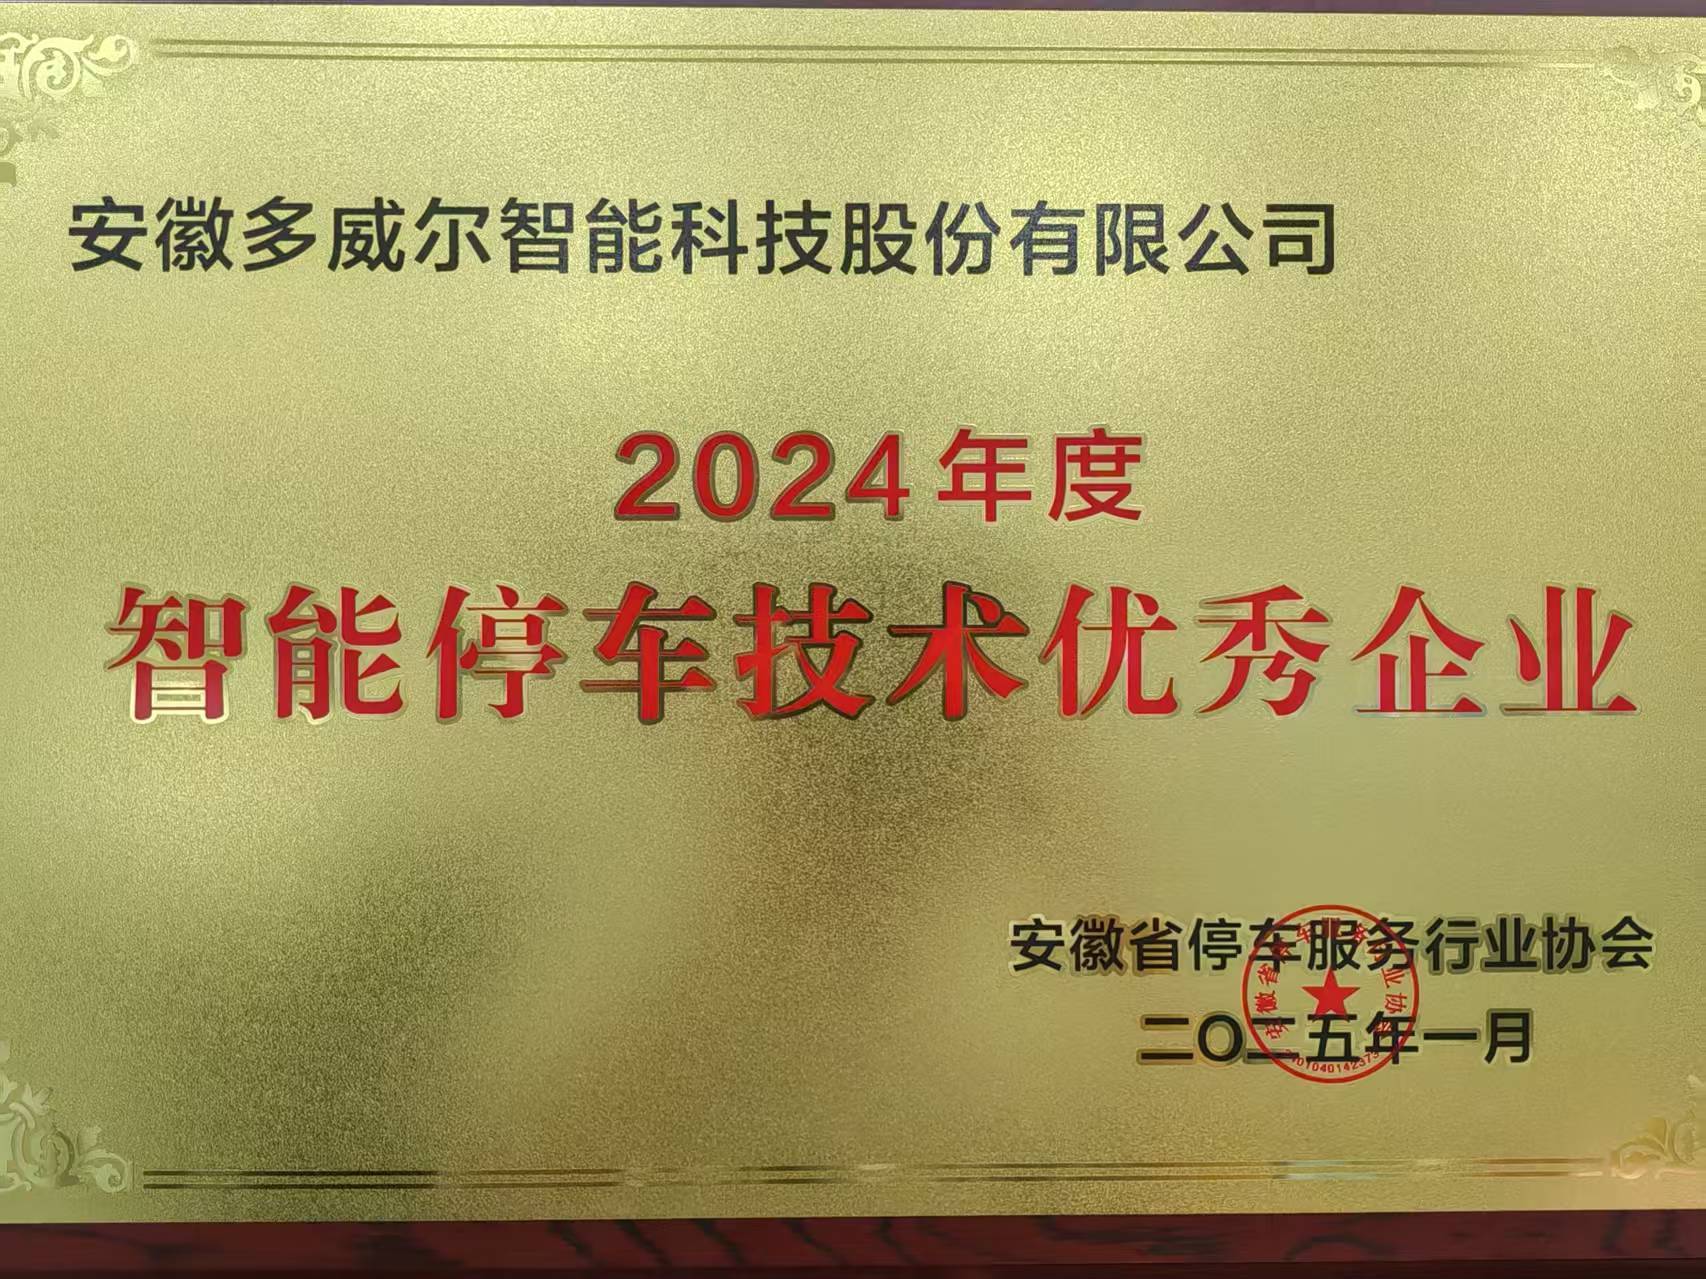 安徽多威尔智能科技股份有限公司
2024年度
智能停车技术优秀企业
安徽省停车服务行业协会
二〇二五年一月